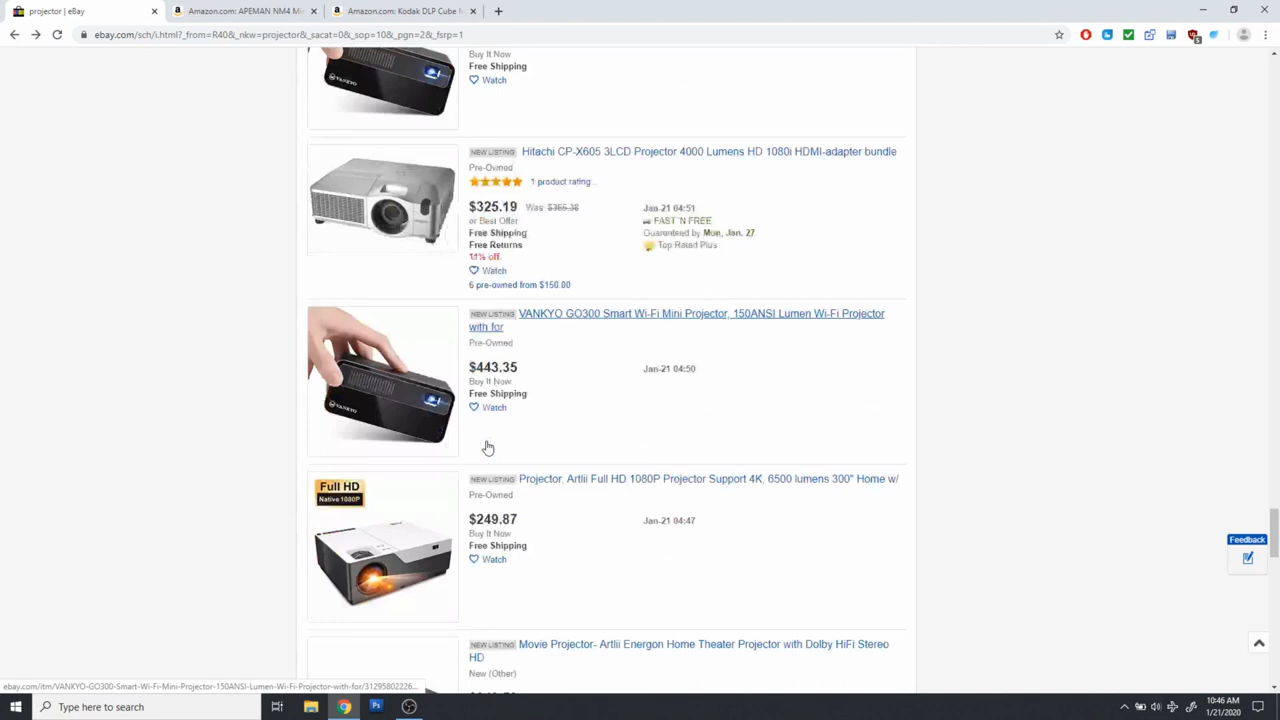 projector | eBay
Amazon.com: APEMAN NM4 Mi
Amazon.com: Kodak DLP Cube M
ebay.com/sch/i.html?_from=R40&_nkw=projector&_sacat=0&_sop=10&_pgn=2&_fsrp=1
Buy It Now
Free Shipping
Watch
VANKYO
NEW LISTING Hitachi CP-X605 3LCD Projector 4000 Lumens HD 1080i HDMI-adapter bundle
Pre-Owned
1 product rating
$325.19 Was: $365.38 Jan-21 04:51
or Best Offer FAST 'N FREE
Free Shipping Guaranteed by Mon, Jan. 27
Free Returns Top Rated Plus
11% off
Watch
6 pre-owned from $150.00
NEW LISTING VANKYO GO300 Smart Wi-Fi Mini Projector, 150ANSI Lumen Wi-Fi Projector
with for
Pre-Owned
$443.35 Jan-21 04:50
Buy It Now
Free Shipping
Watch
VANKYO
NEW LISTING Projector, Artlii Full HD 1080P Projector Support 4K, 6500 lumens 300" Home w/
Full HD
Native 1080P
Pre-Owned
$249.87 Jan-21 04:47
Buy It Now
Free Shipping
Watch
Feedback
NEW LISTING Movie Projector- Artlii Energon Home Theater Projector with Dolby HiFi Stereo
HD
New (Other)
ebay.com/itm/VANKYO-GO300-Smart-Wi-Fi-Mini-Projector-150ANSI-Lumen-Wi-Fi-Projector-with-for/31295802226...
Type here to search
Ps
10:46 AM
1/21/2020